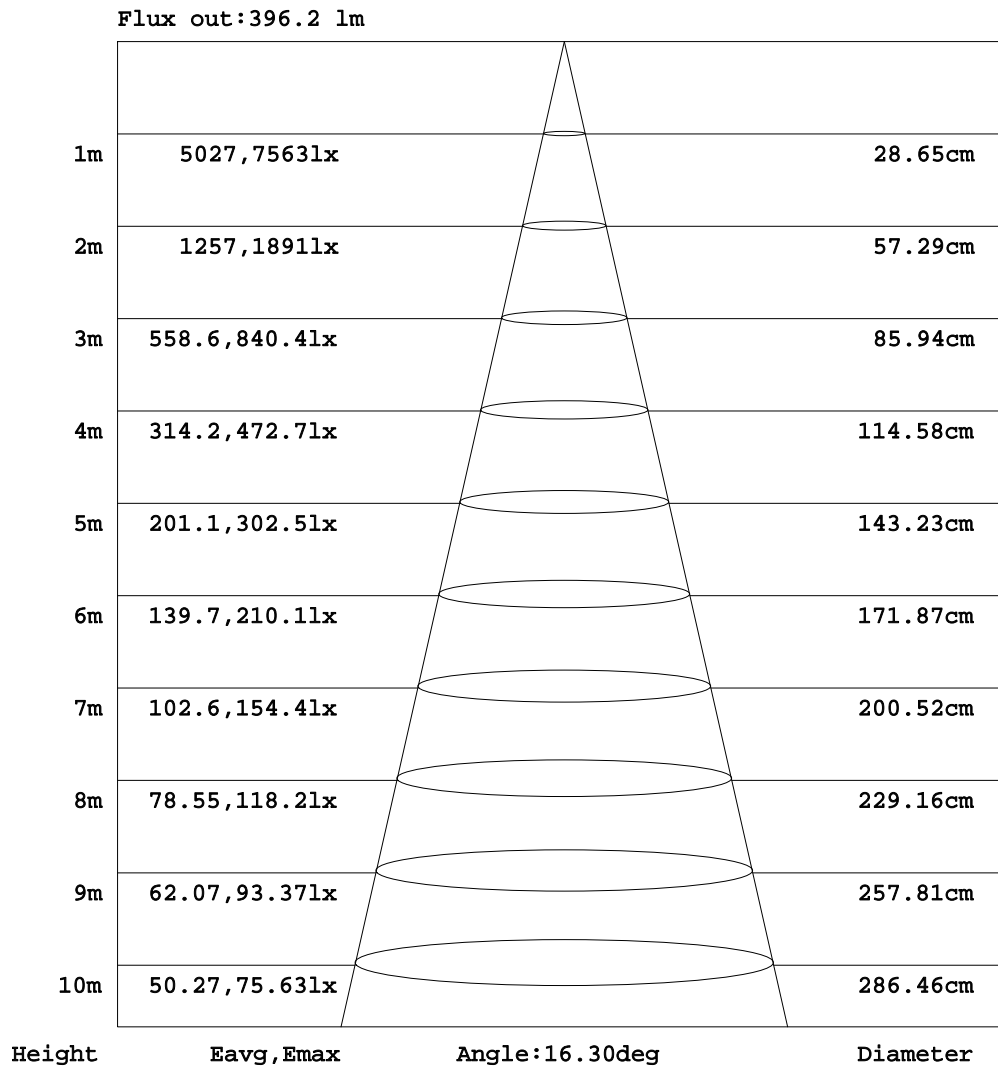 Flux out:396.2 lm
1m 5027,7563lx 28.65cm
2m 1257,1891lx 57.29cm
3m 558.6,840.4lx 85.94cm
4m 314.2,472.7lx 114.58cm
5m 201.1,302.5lx 143.23cm
6m 139.7,210.1lx 171.87cm
7m 102.6,154.4lx 200.52cm
8m 78.55,118.2lx 229.16cm
9m 62.07,93.37lx 257.81cm
10m 50.27,75.63lx 286.46cm
Height Eavg,Emax Angle:16.30deg Diameter